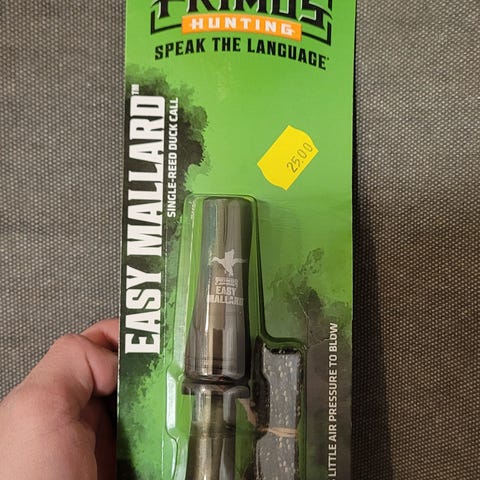 PRIMOS
HUNTING
SPEAK THE LANGUAGE
EASY MALLARD™
SINGLE-REED DUCK CALL
25.00
PRIMOS
EASY
MALLARD
LITTLE AIR PRESSURE TO BLOW